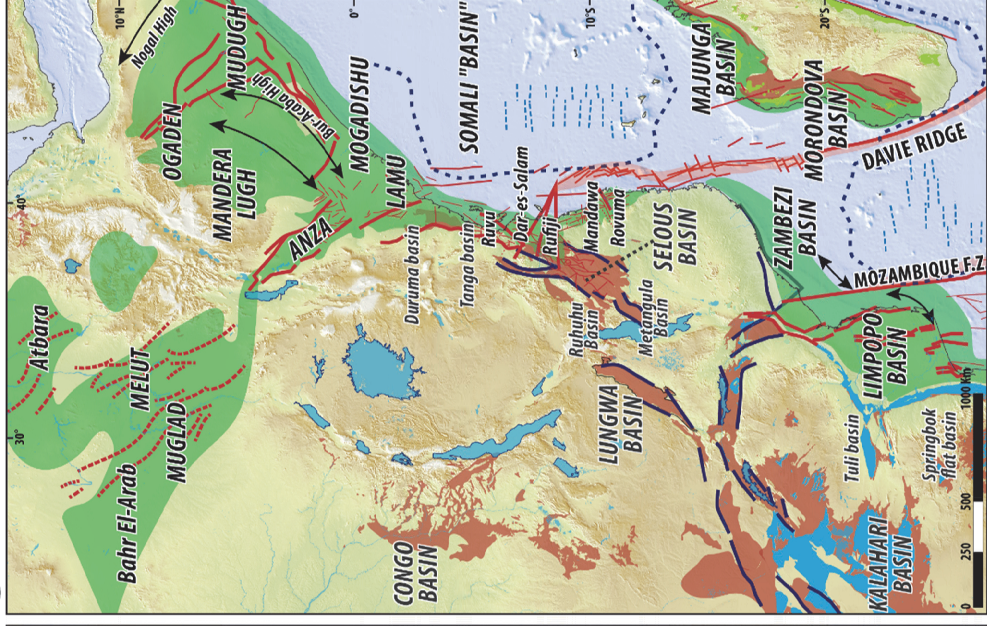 10°N
Nogal High
0°
10°S
20°S
MUDUGH
OGADEN
Bur-Acaba High
MOGADISHU
SOMALI "BASIN"
MAJUNGA
BASIN
MORONDOVA
BASIN
DAVIE RIDGE
40°
MANDERA
LUGH
LAMU
ANZA
Duruma basin
Tanga basin
Ruvu
Dar-es-Salam
Rufiji
Mandawa
Rovuma
SELOUS
BASIN
ZAMBEZI
BASIN
MOZAMBIQUE F.Z
Atbara
MELUT
MUGLAD
Bahr El-Arab
30°
Ruhuhu
Basin
Metangula
Basin
LUNGWA
BASIN
LIMPOPO
BASIN
Tuli basin
Springbok
flat basin
CONGO
BASIN
KALAHARI
BASIN
0
250
500
1000 Km